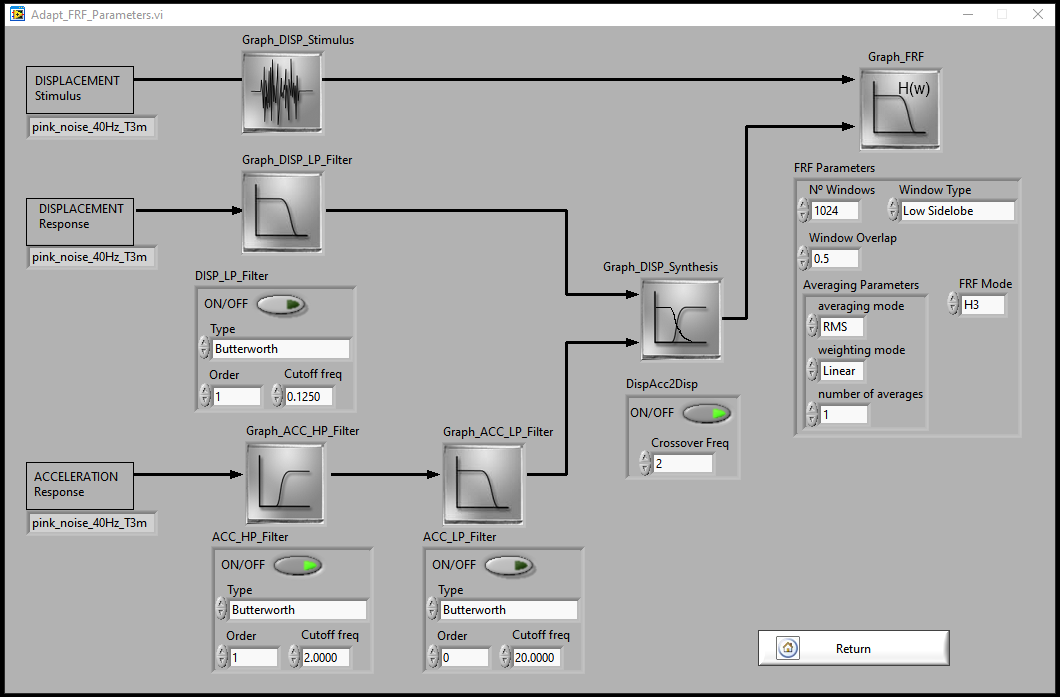 Adapt_FRF_Parameters.vi
Graph_DISP_Stimulus
DISPLACEMENT
Stimulus
pink_noise_40Hz_T3m
Graph_FRF
H(w)
Graph_DISP_LP_Filter
DISPLACEMENT
Response
pink_noise_40Hz_T3m
DISP_LP_Filter
ON/OFF
Type
Butterworth
Order
Cutoff freq
1
0.1250
FRF Parameters
Nº Windows
Window Type
1024
Low Sidelobe
Window Overlap
0.5
Averaging Parameters
FRF Mode
averaging mode
H3
RMS
weighting mode
Linear
number of averages
1
Graph_DISP_Synthesis
DispAcc2Disp
ON/OFF
Crossover Freq
2
Graph_ACC_HP_Filter
Graph_ACC_LP_Filter
ACCELERATION
Response
pink_noise_40Hz_T3m
ACC_HP_Filter
ON/OFF
Type
Butterworth
Order
Cutoff freq
1
2.0000
ACC_LP_Filter
ON/OFF
Type
Butterworth
Order
Cutoff freq
0
20.0000
Return